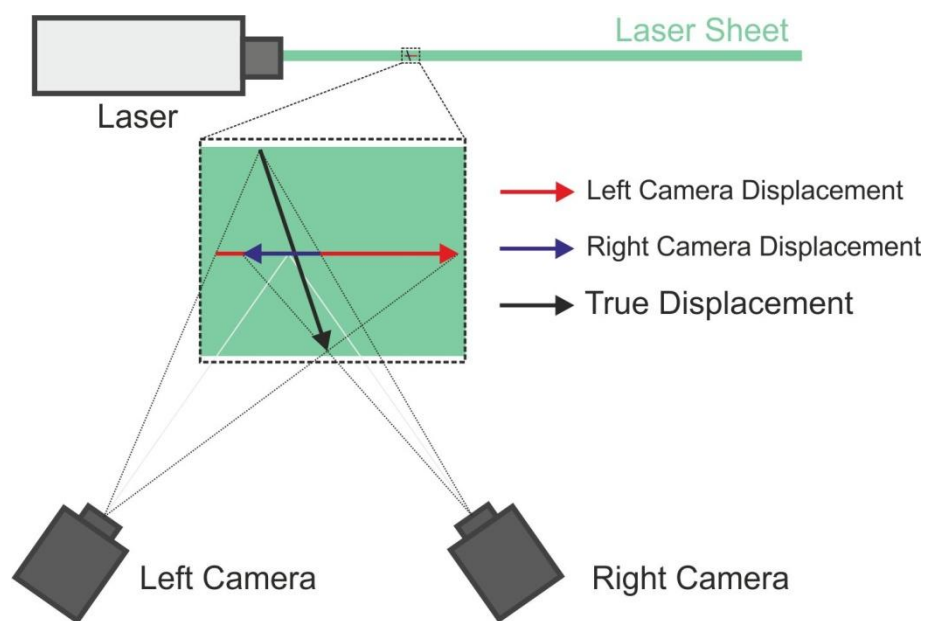 Laser Sheet
Laser
Left Camera Displacement
Right Camera Displacement
True Displacement
Left Camera
Right Camera